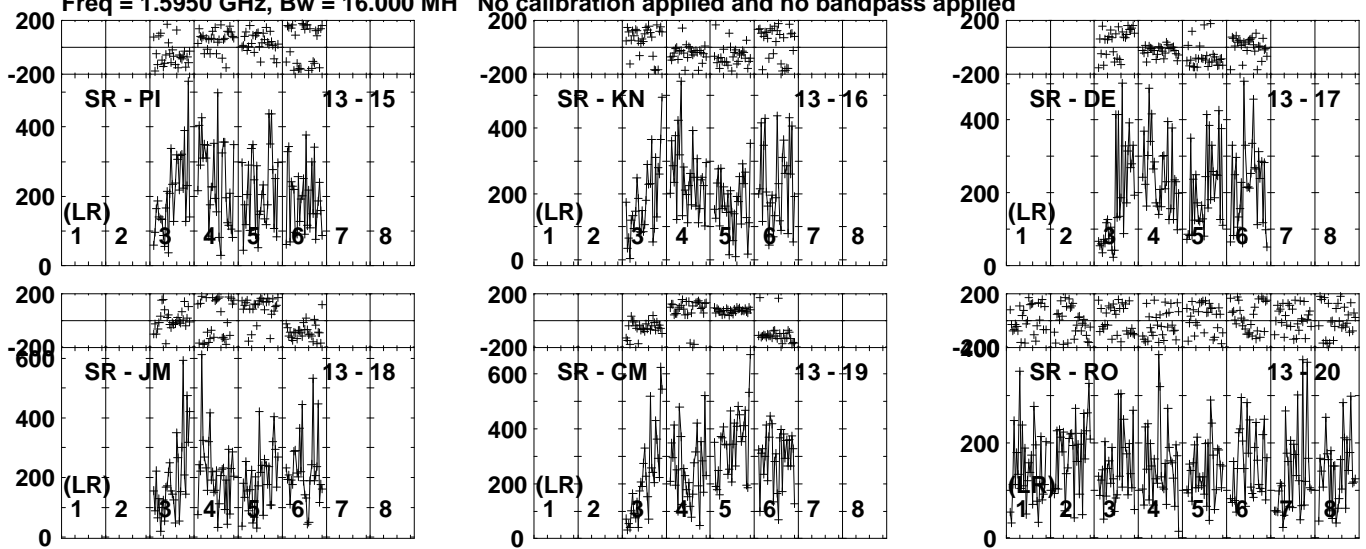 Freq = 1.5950 GHz, Bw = 16.000 MH No calibration applied and no bandpass applied
200
-200
SR - PI 13 - 15
400
200
(LR)
1 2 3 4 5 6 7 8
0
200
-200
SR - KN 13 - 16
400
200
(LR)
1 2 3 4 5 6 7 8
0
200
-200
SR - DE 13 - 17
400
200
(LR)
1 2 3 4 5 6 7 8
0
200
-200
600
SR - JM 13 - 18
400
200
(LR)
1 2 3 4 5 6 7 8
0
200
-200
SR - CM 13 - 19
600
400
200
(LR)
1 2 3 4 5 6 7 8
0
200
-200
400
SR - RO 13 - 20
200
(LR)
1 2 3 4 5 6 7 8
0